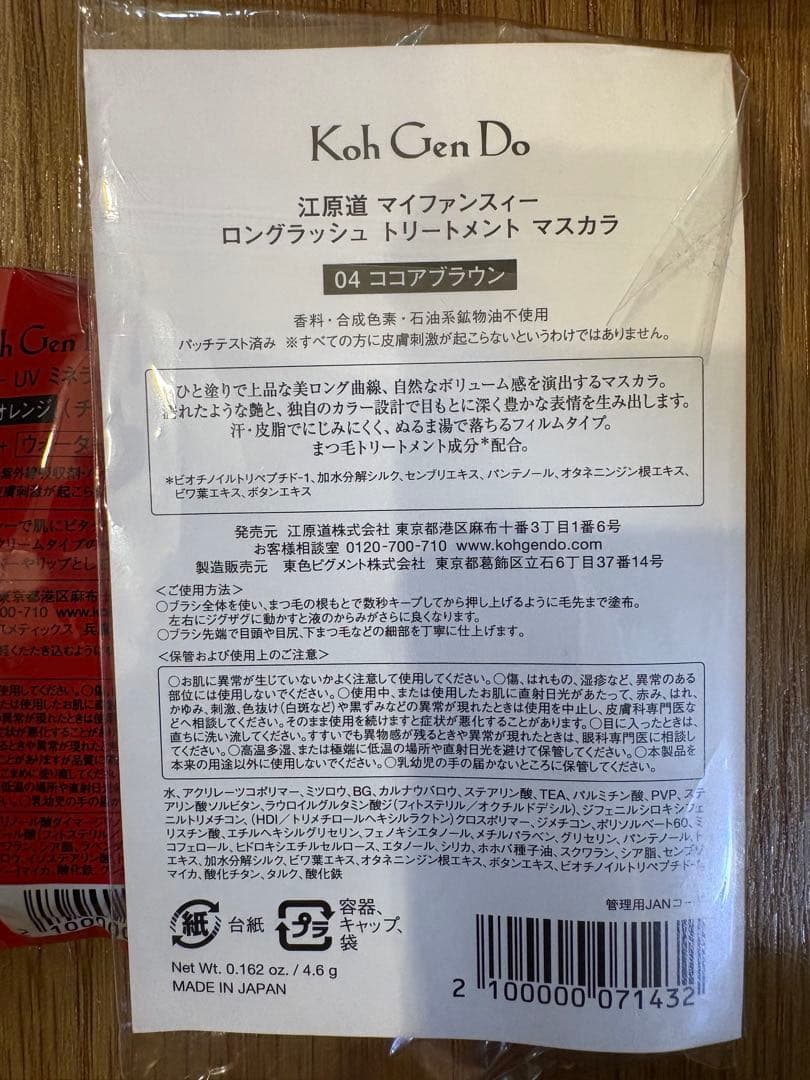 Koh Gen Do
江原道 マイファンスィー
ロングラッシュ トリートメント マスカラ
04 ココアブラウン
香料・合成色素・石油系鉱物油不使用
パッチテスト済み ※すべての方に皮膚刺激が起こらないというわけではありません。
ひと塗りで上品な美ロング曲線、自然なボリューム感を演出するマスカラ。
濡れたような艶と、独自のカラー設計で目もとに深く豊かな表情を生み出します。
汗・皮脂でにじみにくく、ぬるま湯で落ちるフィルムタイプ。
まつ毛トリートメント成分*配合。
*ビオチノイルトリペプチド-1、加水分解シルク、センブリエキス、パンテノール、オタネニンジン根エキス、
ビワ葉エキス、ボタンエキス
発売元 江原道株式会社 東京都港区麻布十番3丁目1番6号
お客様相談室 0120-700-710 www.kohgendo.com
製造販売元 東色ピグメント株式会社 東京都葛飾区立石6丁目37番14号
<ご使用方法>
○ブラシ全体を使い、まつ毛の根もとで数秒キープしてから押し上げるように毛先まで塗布。
左右にジグザグに動かすと液のからみがさらに良くなります。
○ブラシ先端で目頭や目尻、下まつ毛などの細部を丁寧に仕上げます。
<保管および使用上のご注意>
○お肌に異常が生じていないかよく注意して使用してください。○傷、はれもの、湿疹など、異常のある
部位には使用しないでください。○使用中、または使用したお肌に直射日光があたって、赤み、はれ、
かゆみ、刺激、色抜け(白斑など)や黒ずみなどの異常が現れたときは使用を中止し、皮膚科専門医な
どへ相談してください。そのまま使用を続けますと症状が悪化することがあります。○目に入ったときは、
直ちに洗い流してください。すすいでも異物感が残るときや異常が現れたときは、眼科専門医に相談し
てください。○高温多湿、または極端に低温の場所や直射日光を避けて保管してください。○本製品を
本来の用途以外に使用しないでください。○乳幼児の手の届かないところに保管してください。
水、アクリレーツコポリマー、ミツロウ、BG、カルナウバロウ、ステアリン酸、TEA、パルミチン酸、PVP、ステ
アリン酸ソルビタン、ラウロイルグルタミン酸ジ(フィトステリル/オクチルドデシル)、ジフェニルシロキシフェ
ニルトリメチコン、(HDI/トリメチロールヘキシルラクトン)クロスポリマー、ジメチコン、ポリソルベート60、ミ
リスチン酸、エチルヘキシルグリセリン、フェノキシエタノール、メチルパラベン、グリセリン、パンテノール、ト
コフェロール、ヒドロキシエチルセルロース、エタノール、シリカ、ホホバ種子油、スクワラン、シア脂、センブリ
エキス、加水分解シルク、ビワ葉エキス、オタネニンジン根エキス、ボタンエキス、ビオチノイルトリペプチド-1、
マイカ、酸化チタン、タルク、酸化鉄
管理用JANコー
紙 台紙
プラ 容器、
キャップ、
袋
Net Wt. 0.162 oz. / 4.6 g
MADE IN JAPAN
2 100000 071432